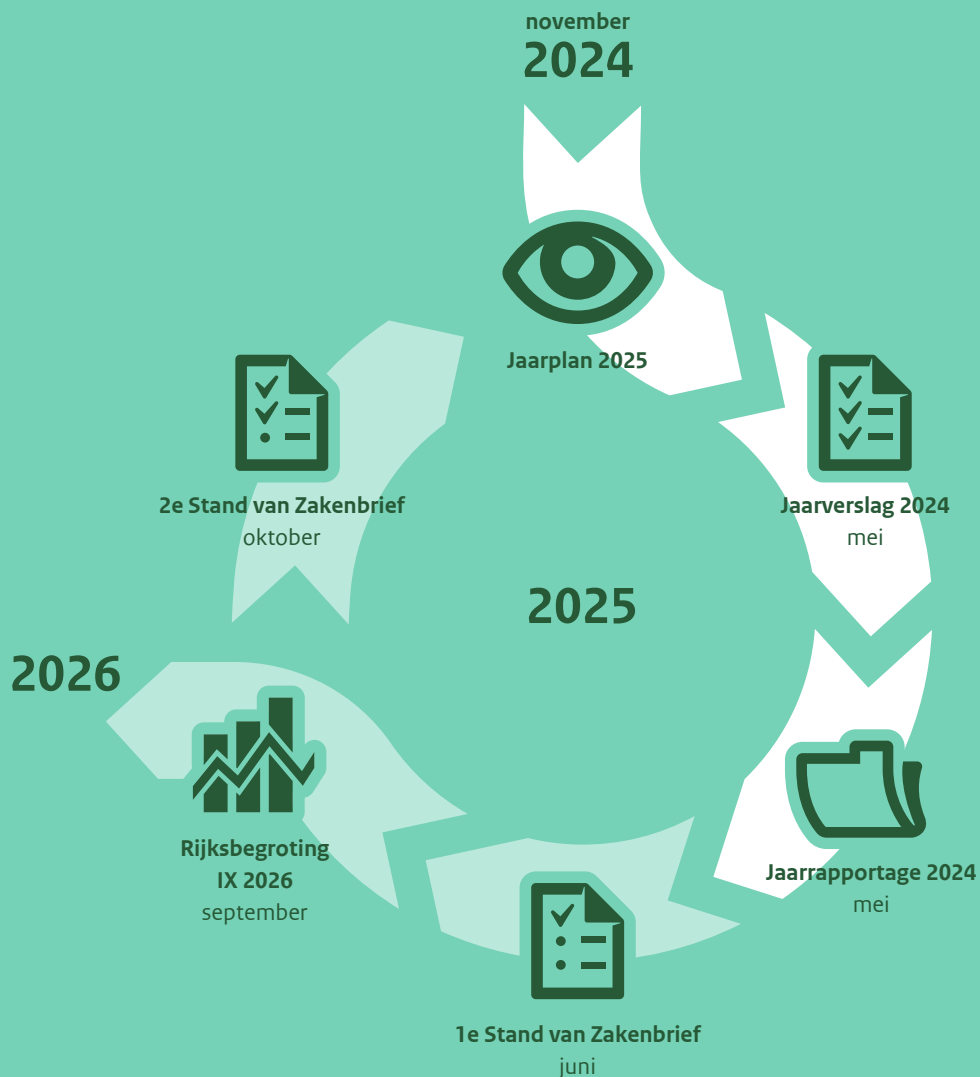 november
2024
Jaarplan 2025
Jaarverslag 2024
mei
2e Stand van Zakenbrief
oktober
2025
2026
Rijksbegroting
IX 2026
september
Jaarrapportage 2024
mei
1e Stand van Zakenbrief
juni